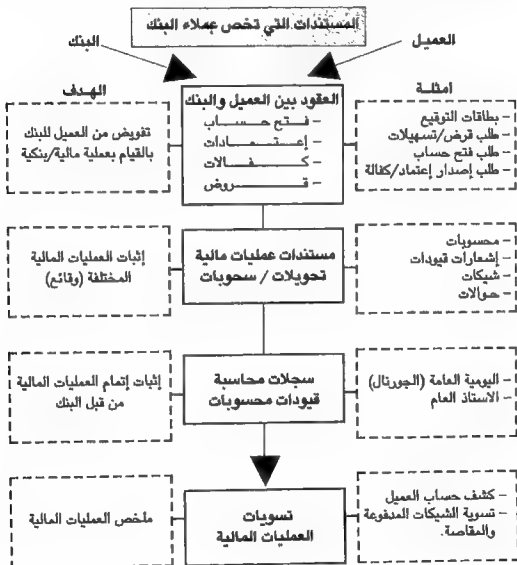 المستندات التي تخص عملاء البنك
العميل
البنك
امثلة
الهدف
العقود بين العميل والبنك
- فتح حساب
- إعتمادات
- كفالات
- قروض
- بطاقات التوقيع
- طلب قرض/تسهيلات
- طلب فتح حساب
- طلب إصدار إعتماد/كفالة
تفويض من العميل للبنك
بالقيام بعملية مالية/بنكية
مستندات عمليات مالية
تحويلات / سحوبات
- محسوبات
- إشعارات قيودات
- شيكات
- حوالات
إثبات العمليات المالية
المختلفة (وقائع)
سجلات محاسبة
قيودات محسوبات
- اليومية العامة (الجورنال)
- الاستاذ العام
إثبات إتمام العمليات المالية
من قبل البنك
تسويات
العمليات المالية
- كشف حساب العميل
- تسوية الشيكات المدفوعة
والمقاصة.
ملخص العمليات المالية